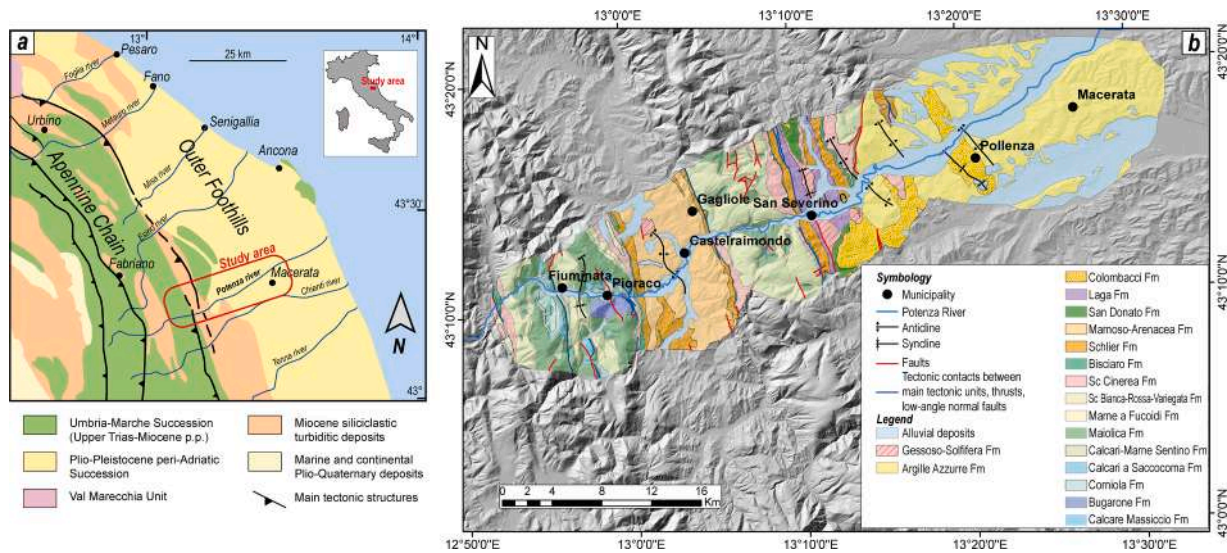 a
13°
14°
25 km
Pesaro
Foglia river
Fano
Study area
Urbino
Metauro river
Senigallia
Misa river
Ancona
Apennine Chain
Outer Foothills
Esino river
43°30'
Fabriano
Study area
Potenza river
Macerata
Chienti river
N
Tenna river
43°
Umbria-Marche Succession
(Upper Trias-Miocene p.p.)
Plio-Pleistocene peri-Adriatic
Succession
Val Marecchia Unit
Miocene siliciclastic
turbiditic deposits
Marine and continental
Plio-Quaternary deposits
Main tectonic structures
13°0'0"E
13°10'0"E
13°20'0"E
13°30'0"E
b
N
43°20'0"N
43°20'0"N
Macerata
Pollenza
Gagliole
San Severino
Castelraimondo
Fiuminata
Pioraco
43°10'0"N
43°10'0"N
43°0'0"N
Symbology
Municipality
Potenza River
Anticline
Syncline
Faults
Tectonic contacts between
main tectonic units, thrusts,
low-angle normal faults
Legend
Alluvial deposits
Gessoso-Solfifera Fm
Argille Azzurre Fm
Colombacci Fm
Laga Fm
San Donato Fm
Marnoso-Arenacea Fm
Schlier Fm
Bisciaro Fm
Sc Cinerea Fm
Sc Bianca-Rossa-Variegata Fm
Marne a Fucoidi Fm
Maiolica Fm
Calcari-Marne Sentino Fm
Calcari a Saccocoma Fm
Corniola Fm
Bugarone Fm
Calcare Massiccio Fm
0 2 4 8 12 16
Km
12°50'0"E
13°0'0"E
13°10'0"E
13°20'0"E
13°30'0"E